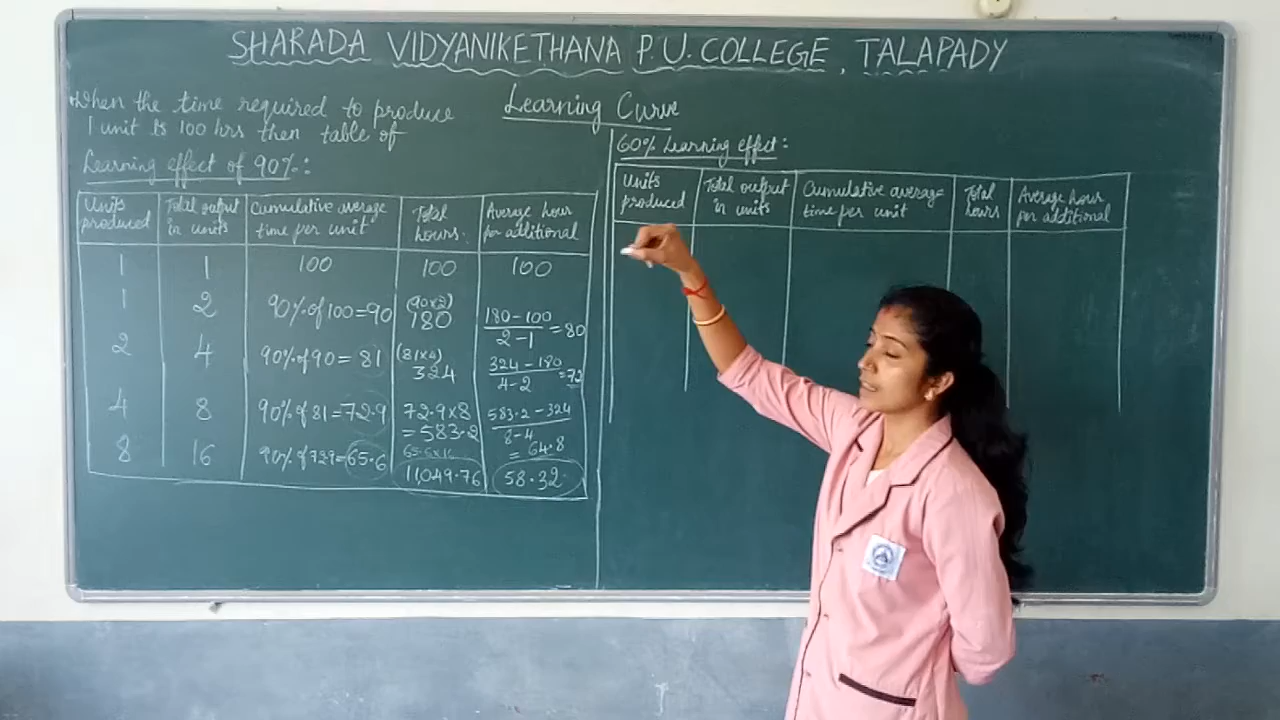 SHARADA VIDYANIKETHANA P.U. COLLEGE, TALAPADY
Learning Curve
When the time required to produce
1 unit is 100 hrs then table of
Learning effect of 90%:
Units produced | Total output in units | Cumulative average time per unit | Total hours. | Average hour for additional
1 | 1 | 100 | 100 | 100
1 | 2 | 90% of 100 = 90 | (90×2) 180 | 180-100 / 2-1 = 80
2 | 4 | 90% of 90 = 81 | (81×4) 324 | 324-180 / 4-2 = 72
4 | 8 | 90% of 81 = 72.9 | 72.9×8 = 583.2 | 583.2-324 / 8-4 = 64.8
8 | 16 | 90% of 729 = 65.6 | 65.6×16 11,049.76 | 58.32
60% Learning effect:
Units produced | Total output in units | Cumulative average time per unit | Total hours | Average hour for additional